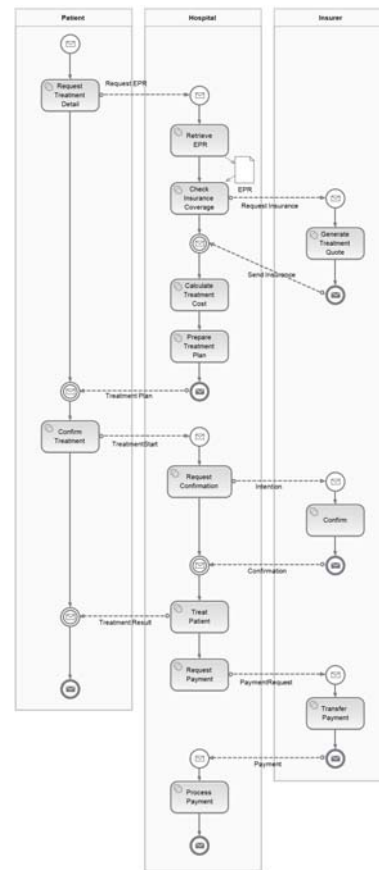 Patient
Hospital
Insurer
Request EPR
Request
Treatment
Detail
Retrieve
EPR
EPR
Check
Insurance
Coverage
Request Insurance
Generate
Treatment
Quote
Send Insurance
Calculate
Treatment
Cost
Prepare
Treatment
Plan
Treatment Plan
Confirm
Treatment
TreatmentStart
Request
Confirmation
Intention
Confirm
Confirmation
Treat
Patient
Treatment Result
Request
Payment
PaymentRequest
Transfer
Payment
Payment
Process
Payment